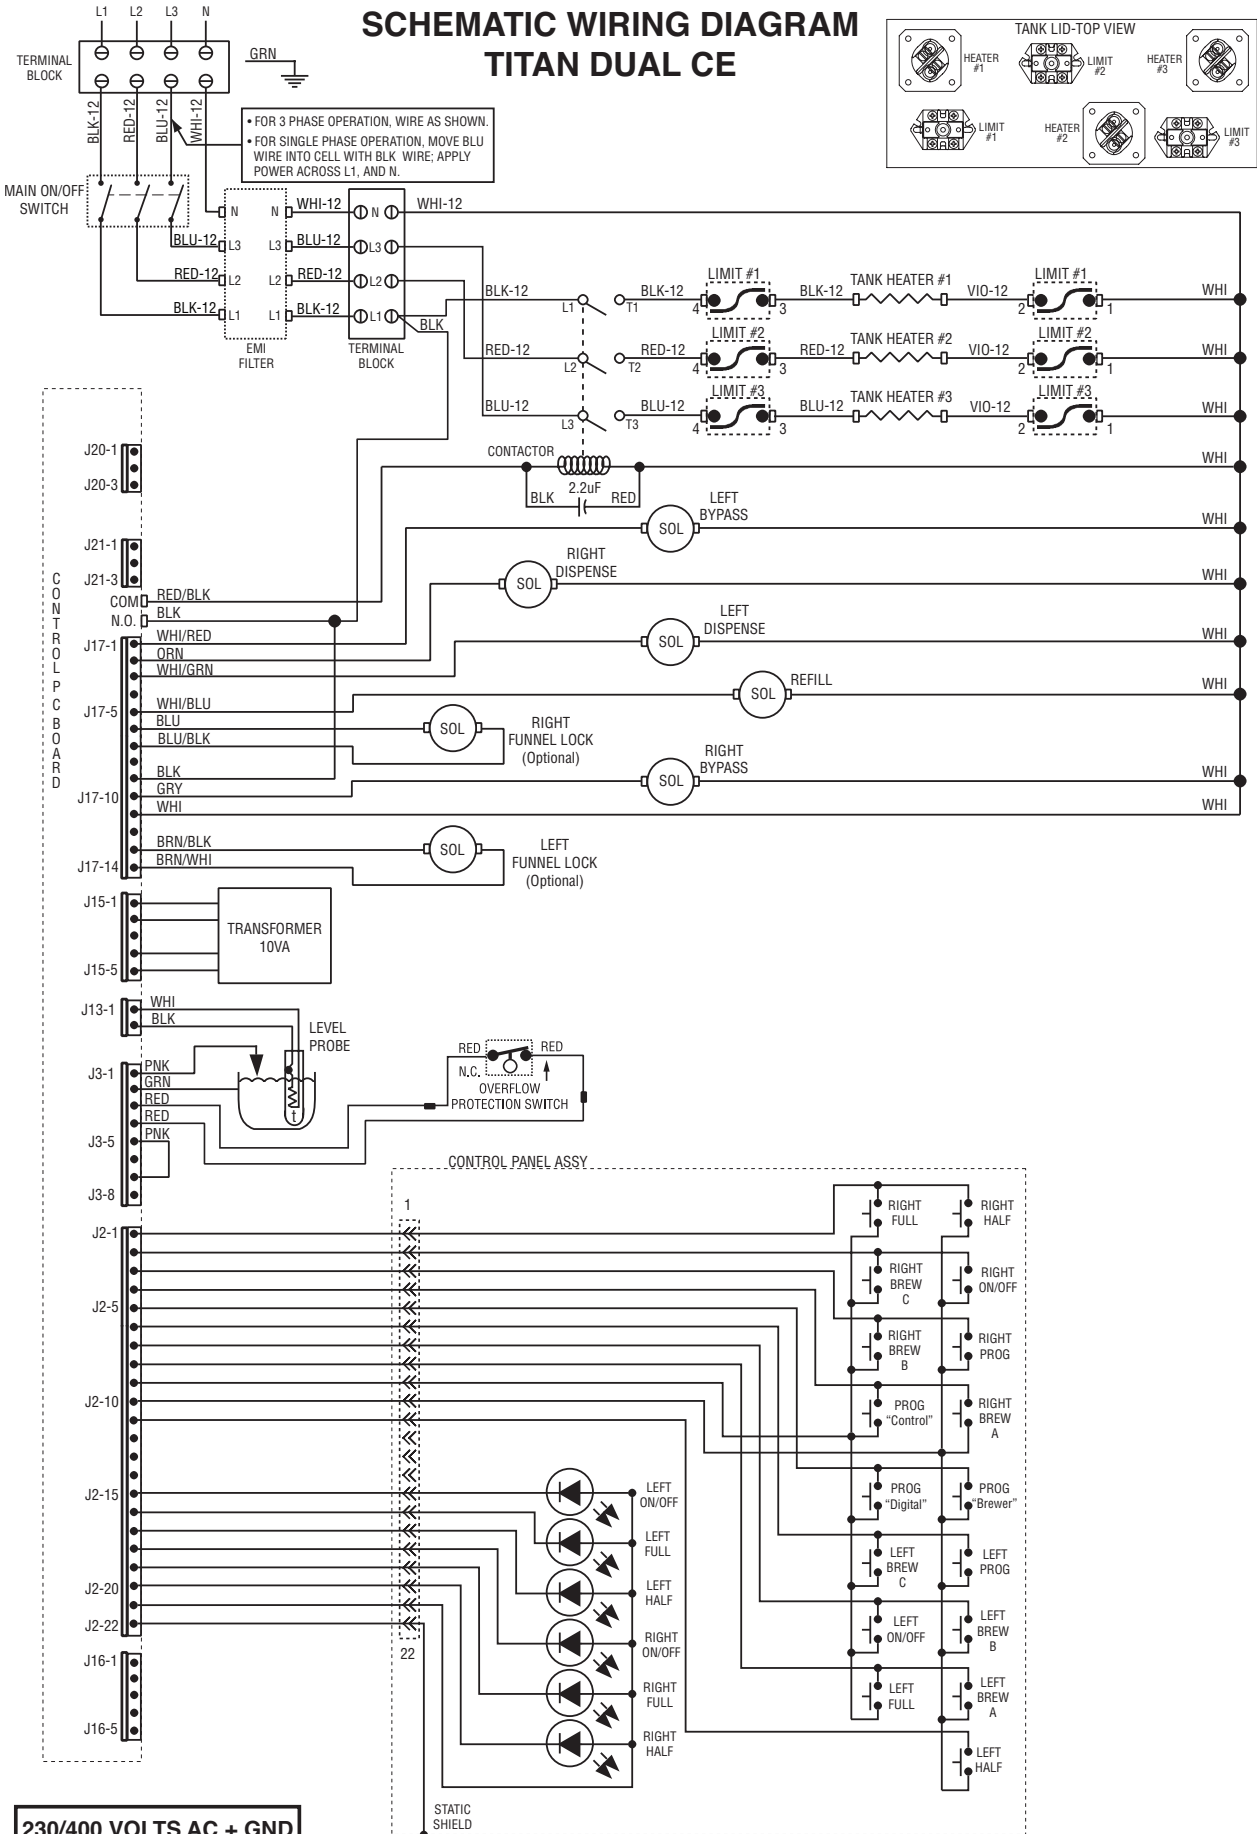 SCHEMATIC WIRING DIAGRAM
TITAN DUAL CE
L1 L2 L3 N
TERMINAL
BLOCK
GRN
BLK-12
RED-12
BLU-12
WHI-12
• FOR 3 PHASE OPERATION, WIRE AS SHOWN.
• FOR SINGLE PHASE OPERATION, MOVE BLU
WIRE INTO CELL WITH BLK WIRE; APPLY
POWER ACROSS L1, AND N.
TANK LID-TOP VIEW
HEATER
#1
LIMIT
#2
HEATER
#3
LIMIT
#1
HEATER
#2
LIMIT
#3
MAIN ON/OFF
SWITCH
N N WHI-12 N WHI-12
BLU-12 L3 L3 BLU-12 L3
RED-12 L2 L2 RED-12 L2
BLK-12 L1 L1 BLK-12 L1
BLK
EMI
FILTER
TERMINAL
BLOCK
LIMIT #1 TANK HEATER #1 LIMIT #1
BLK-12 L1 T1 BLK-12 4 3 BLK-12 VIO-12 2 1 WHI
LIMIT #2 TANK HEATER #2 LIMIT #2
RED-12 L2 T2 RED-12 4 3 RED-12 VIO-12 2 1 WHI
LIMIT #3 TANK HEATER #3 LIMIT #3
BLU-12 L3 T3 BLU-12 4 3 BLU-12 VIO-12 2 1 WHI
CONTACTOR
WHI
2.2uF
BLK RED
LEFT
BYPASS
SOL
WHI
RIGHT
DISPENSE
SOL
WHI
LEFT
DISPENSE
SOL
WHI
REFILL
SOL
WHI
RIGHT
FUNNEL LOCK
(Optional)
SOL
RIGHT
BYPASS
SOL
WHI
WHI
LEFT
FUNNEL LOCK
(Optional)
SOL
CONTROL PC BOARD
J20-1
J20-3
J21-1
J21-3
COM RED/BLK
N.O. BLK
J17-1 WHI/RED
ORN
WHI/GRN
J17-5 WHI/BLU
BLU
BLU/BLK
BLK
J17-10 GRY
WHI
BRN/BLK
J17-14 BRN/WHI
J15-1
TRANSFORMER
10VA
J15-5
J13-1 WHI
BLK
LEVEL
PROBE
t
J3-1 PNK
GRN
RED
RED
J3-5 PNK
J3-8
RED RED
N.C.
OVERFLOW
PROTECTION SWITCH
CONTROL PANEL ASSY
1
J2-1
J2-5
J2-10
J2-15
J2-20
J2-22
22
J16-1
J16-5
RIGHT
FULL
RIGHT
HALF
RIGHT
BREW
C
RIGHT
ON/OFF
RIGHT
BREW
B
RIGHT
PROG
PROG
"Control"
RIGHT
BREW
A
PROG
"Digital"
PROG
"Brewer"
LEFT
BREW
C
LEFT
PROG
LEFT
ON/OFF
LEFT
BREW
B
LEFT
FULL
LEFT
BREW
A
LEFT
HALF
LEFT
ON/OFF
LEFT
FULL
LEFT
HALF
RIGHT
ON/OFF
RIGHT
FULL
RIGHT
HALF
STATIC
SHIELD
230/400 VOLTS AC + GND